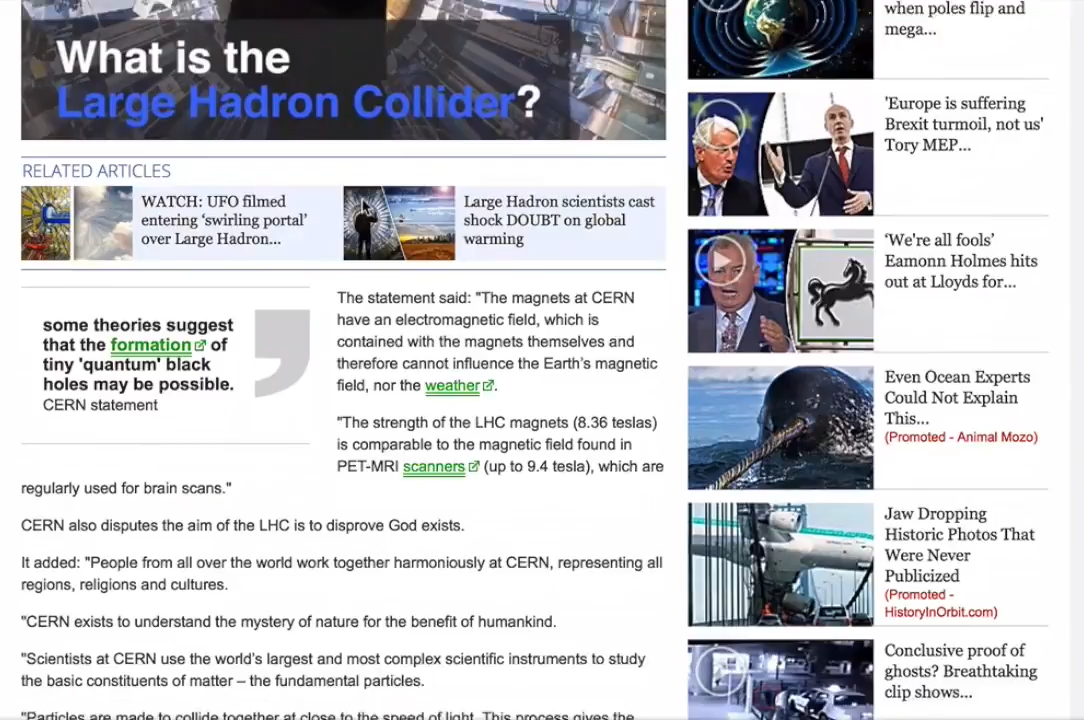 What is the
Large Hadron Collider?
RELATED ARTICLES
WATCH: UFO filmed
entering ‘swirling portal’
over Large Hadron...
Large Hadron scientists cast
shock DOUBT on global
warming
some theories suggest
that the formation of
tiny 'quantum' black
holes may be possible.
CERN statement
The statement said: "The magnets at CERN
have an electromagnetic field, which is
contained with the magnets themselves and
therefore cannot influence the Earth’s magnetic
field, nor the weather.
"The strength of the LHC magnets (8.36 teslas)
is comparable to the magnetic field found in
PET-MRI scanners (up to 9.4 tesla), which are
regularly used for brain scans."
CERN also disputes the aim of the LHC is to disprove God exists.
It added: "People from all over the world work together harmoniously at CERN, representing all
regions, religions and cultures.
"CERN exists to understand the mystery of nature for the benefit of humankind.
"Scientists at CERN use the world’s largest and most complex scientific instruments to study
the basic constituents of matter – the fundamental particles.
"Particles are made to collide together at close to the speed of light. This process gives the
when poles flip and
mega...
'Europe is suffering
Brexit turmoil, not us'
Tory MEP...
‘We're all fools’
Eamonn Holmes hits
out at Lloyds for...
Even Ocean Experts
Could Not Explain
This...
(Promoted - Animal Mozo)
Jaw Dropping
Historic Photos That
Were Never
Publicized
(Promoted -
HistoryInOrbit.com)
Conclusive proof of
ghosts? Breathtaking
clip shows...